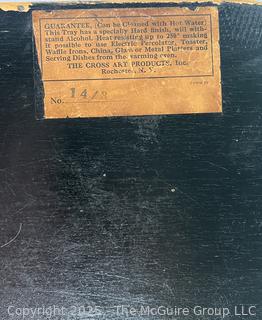 GUARANTEE, (Can be Cleaned with Hot Water)
This Tray has a specialty Hard finish, will with-
stand Alcohol. Heat resisting up to 250° making
it possible to use Electric Percolator, Toaster,
Waffle Irons, China, Glass or Metal Platters and
Serving Dishes from the warming oven.
THE CROSS ART PRODUCTS, Inc.
Rochester, N. Y.
No. 14/3
Copyright 2025 - The McGuire Group LLC